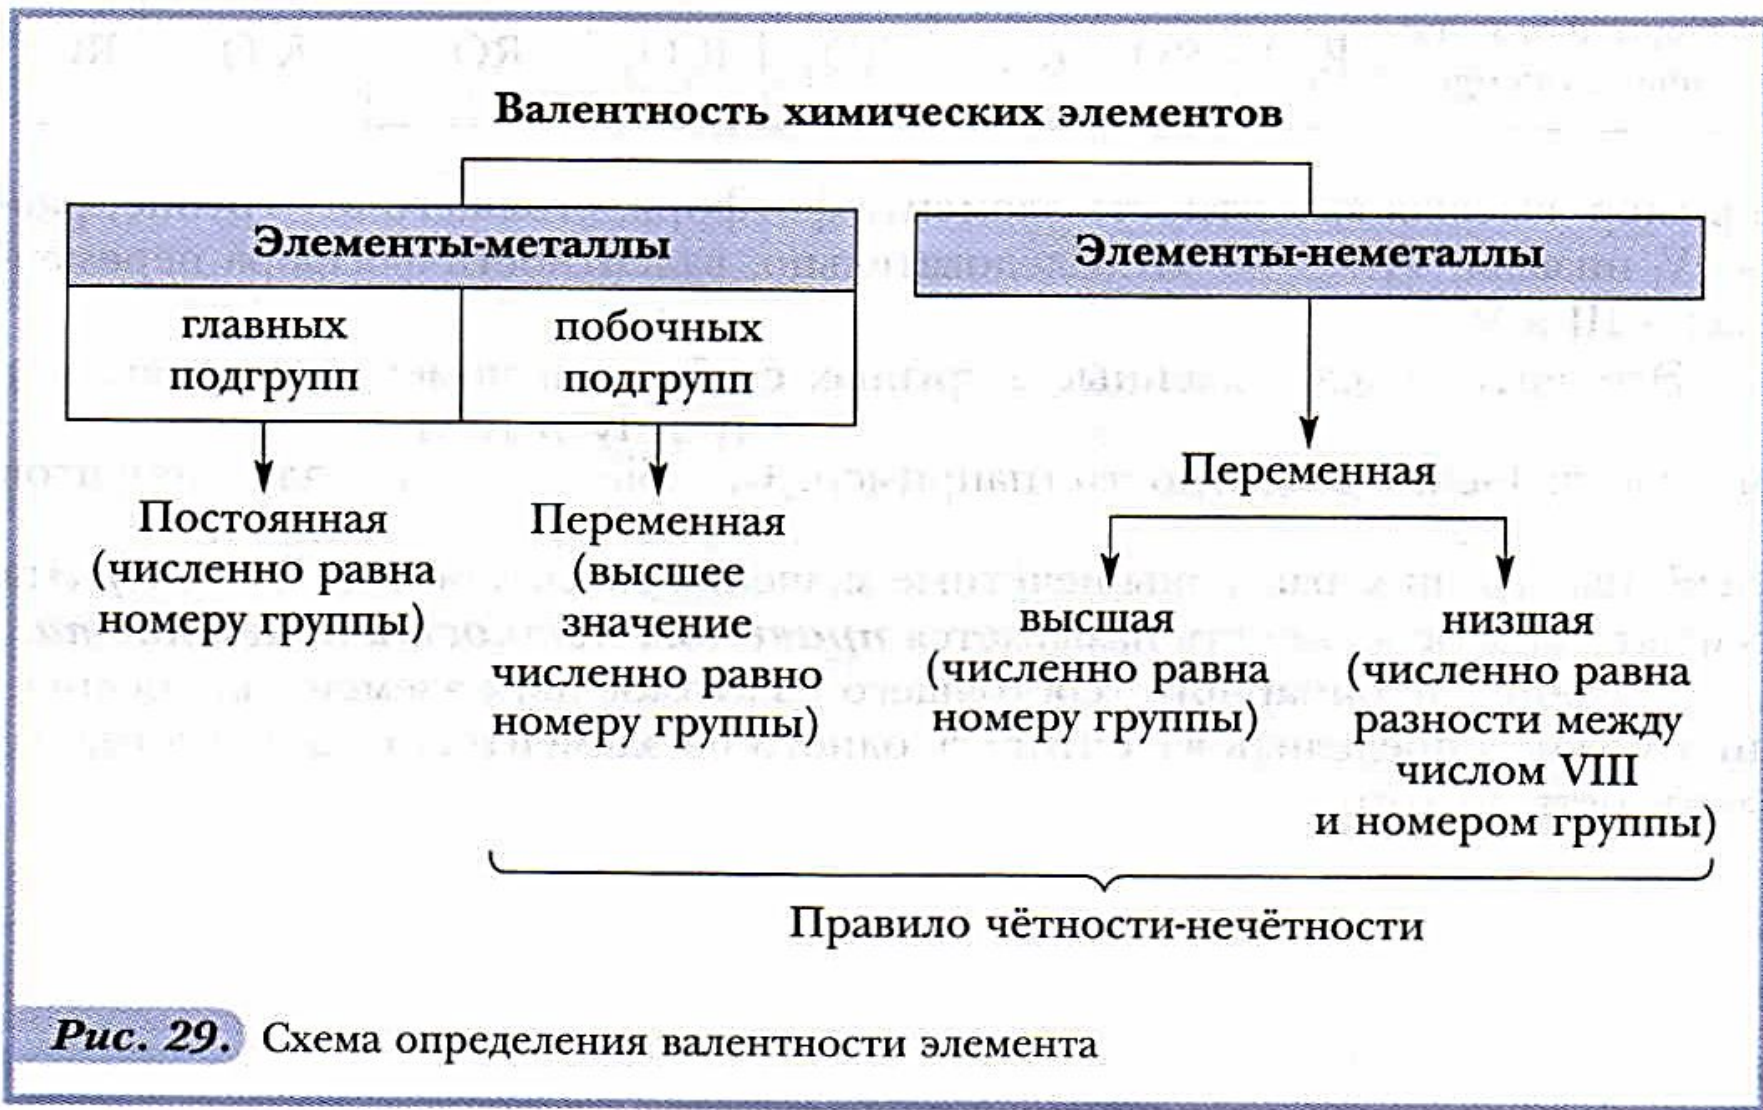 Валентность химических элементов
Элементы-металлы
главных
подгрупп
побочных
подгрупп
Постоянная
(численно равна
номеру группы)
Переменная
(высшее
значение
численно равно
номеру группы)
Элементы-неметаллы
Переменная
высшая
(численно равна
номеру группы)
низшая
(численно равна
разности между
числом VIII
и номером группы)
Правило чётности-нечётности
Рис. 29. Схема определения валентности элемента